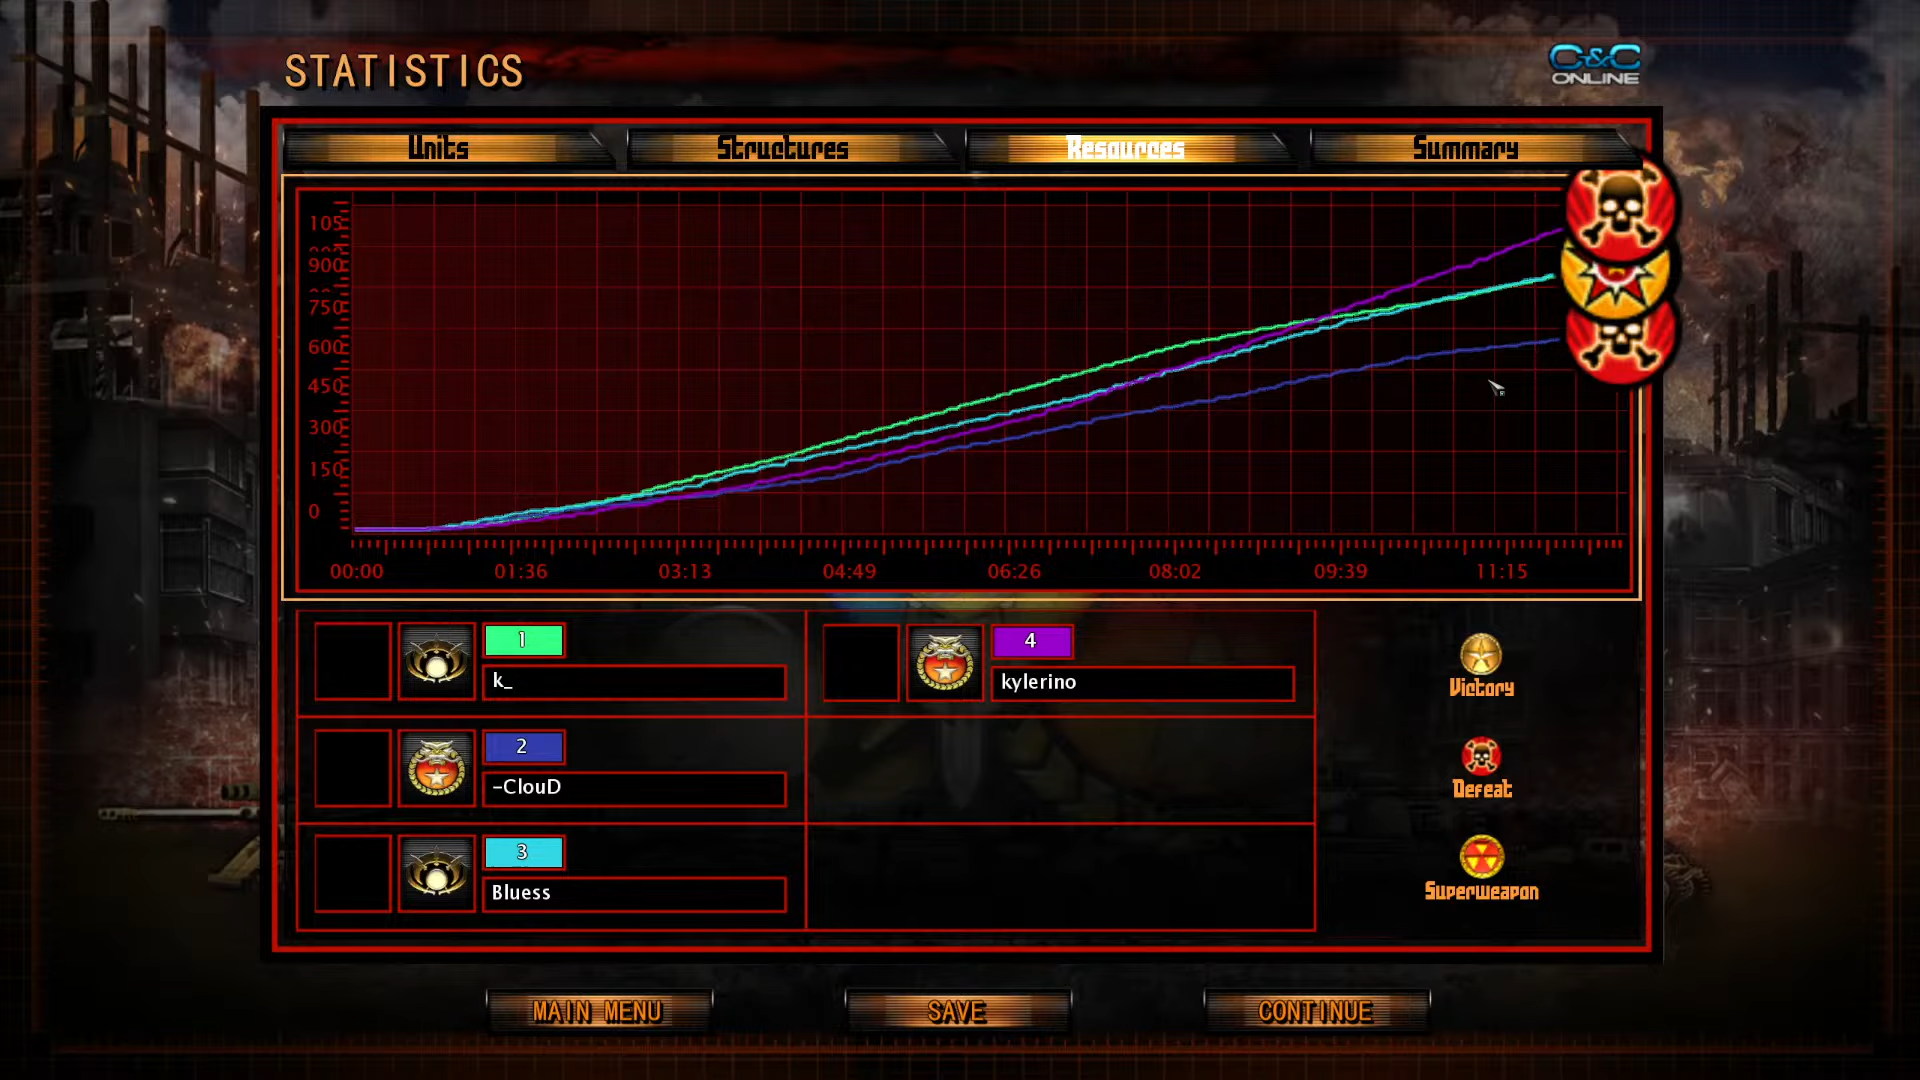 STATISTICS
C&C
ONLINE
Units
Structures
Resources
Summary
105
900
750
600
450
300
150
0
00:00
01:36
03:13
04:49
06:26
08:02
09:39
11:15
1
k_
4
kylerino
Victory
2
-ClouD
Defeat
3
Bluess
Superweapon
MAIN MENU
SAVE
CONTINUE